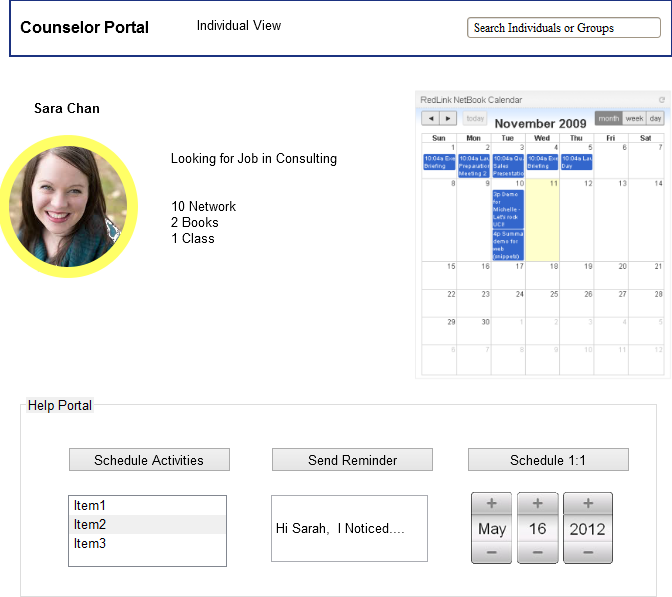 Counselor Portal
Individual View
Search Individuals or Groups
Sara Chan
Looking for Job in Consulting
10 Network
2 Books
1 Class
RedLink NetBook Calendar
today
November 2009
month week day
Sun Mon Tue Wed Thu Fri Sat
1 2 3 4 5 6 7
10:04a Eve
Briefing
10:04a Lau
Preparation
Meeting 2
10:04a Qu
Sales
Presentatio
10:04a Eve
Briefing
10:04a Lau
Day
8 9 10 11 12 13 14
3p Demo
for
Michelle -
Let's rock
UCI!
4p Summa
demo for
web
(snippets)
15 16 17 18 19 20 21
22 23 24 25 26 27 28
29 30 1 2 3 4 5
6 7 8 9 10 11 12
Help Portal
Schedule Activities
Send Reminder
Schedule 1:1
Item1
Item2
Item3
Hi Sarah, I Noticed....
+ + +
May 16 2012
− − −